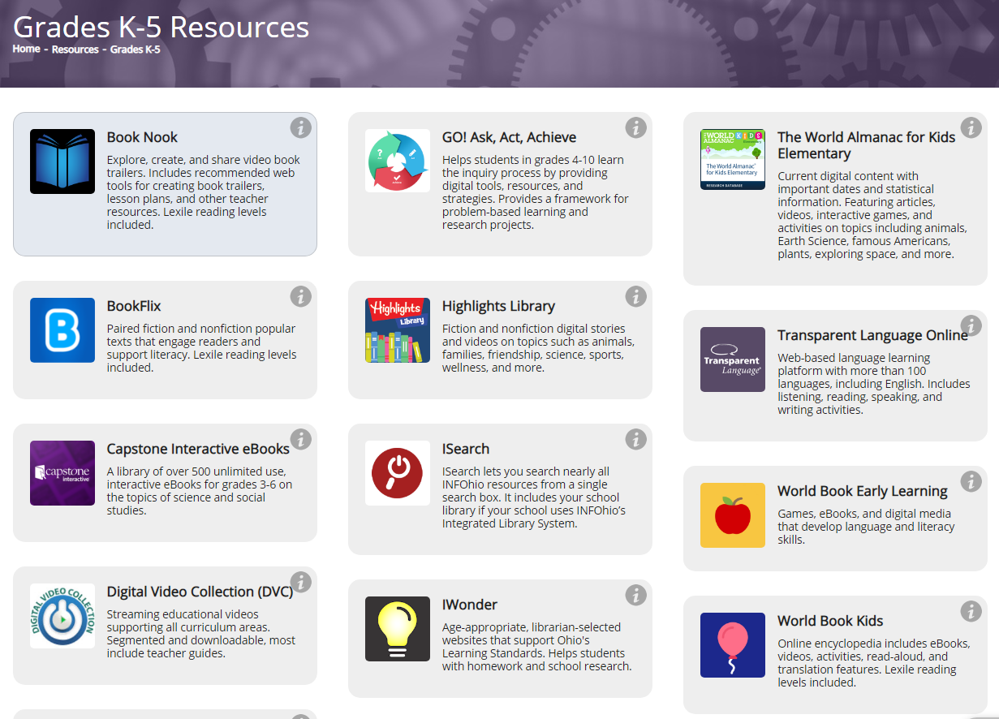 Grades K-5 Resources
Home - Resources - Grades K-5
Book Nook
Explore, create, and share video book
trailers. Includes recommended web
tools for creating book trailers,
lesson plans, and other teacher
resources. Lexile reading levels
included.
BookFlix
Paired fiction and nonfiction popular
texts that engage readers and
support literacy. Lexile reading levels
included.
capstone
interactive
Capstone Interactive eBooks
A library of over 500 unlimited use,
interactive eBooks for grades 3-6 on
the topics of science and social
studies.
DIGITAL VIDEO COLLECTION
Digital Video Collection (DVC)
Streaming educational videos
supporting all curriculum areas.
Segmented and downloadable, most
include teacher guides.
GO! Ask, Act, Achieve
Helps students in grades 4-10 learn
the inquiry process by providing
digital tools, resources, and
strategies. Provides a framework for
problem-based learning and
research projects.
Highlights
Library
Highlights Library
Fiction and nonfiction digital stories
and videos on topics such as animals,
families, friendship, science, sports,
wellness, and more.
ISearch
ISearch lets you search nearly all
INFOhio resources from a single
search box. It includes your school
library if your school uses INFOhio’s
Integrated Library System.
IWonder
Age-appropriate, librarian-selected
websites that support Ohio's
Learning Standards. Helps students
with homework and school research.
THE WORLD ALMANAC KIDS
Elementary
The World Almanac®
for Kids Elementary
RESEARCH DATABASE
The World Almanac for Kids
Elementary
Current digital content with
important dates and statistical
information. Featuring articles,
videos, interactive games, and
activities on topics including animals,
Earth Science, famous Americans,
plants, exploring space, and more.
Transparent
Language®
Transparent Language Online
Web-based language learning
platform with more than 100
languages, including English. Includes
listening, reading, speaking, and
writing activities.
World Book Early Learning
Games, eBooks, and digital media
that develop language and literacy
skills.
World Book Kids
Online encyclopedia includes eBooks,
videos, activities, read-aloud, and
translation features. Lexile reading
levels included.